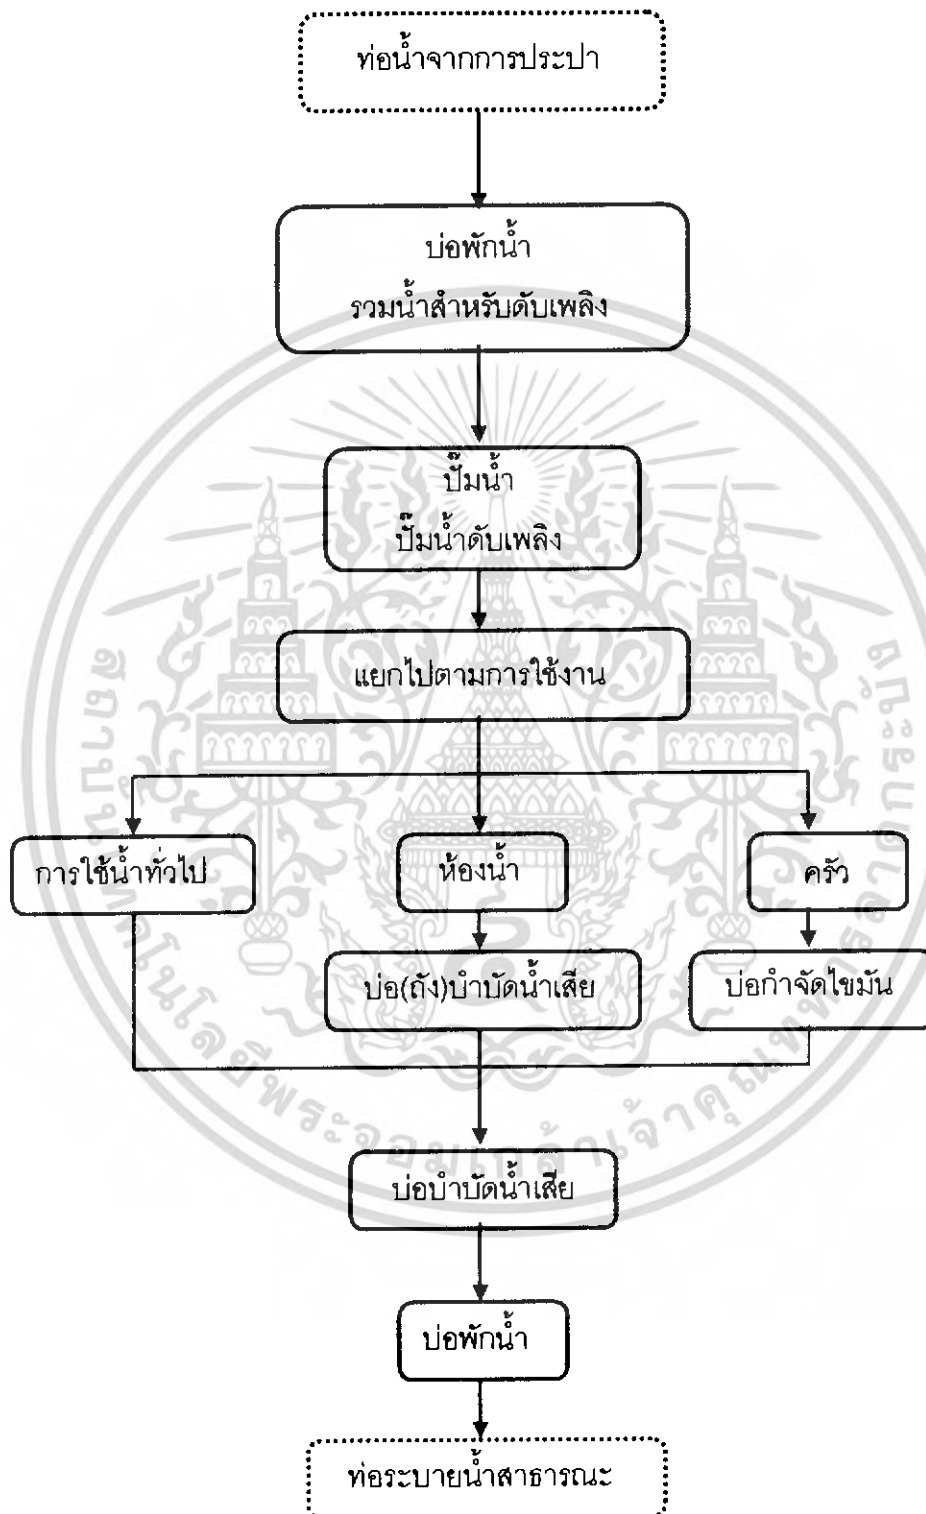 ท่อน้ำจากการประปา
บ่อพักน้ำ
รวมน้ำสำหรับดับเพลิง
ปั๊มน้ำ
ปั๊มน้ำดับเพลิง
แยกไปตามการใช้งาน
การใช้น้ำทั่วไป
ห้องน้ำ
ครัว
บ่อ(ถัง)บำบัดน้ำเสีย
บ่อกำจัดไขมัน
บ่อบำบัดน้ำเสีย
บ่อพักน้ำ
ท่อระบายน้ำสาธารณะ